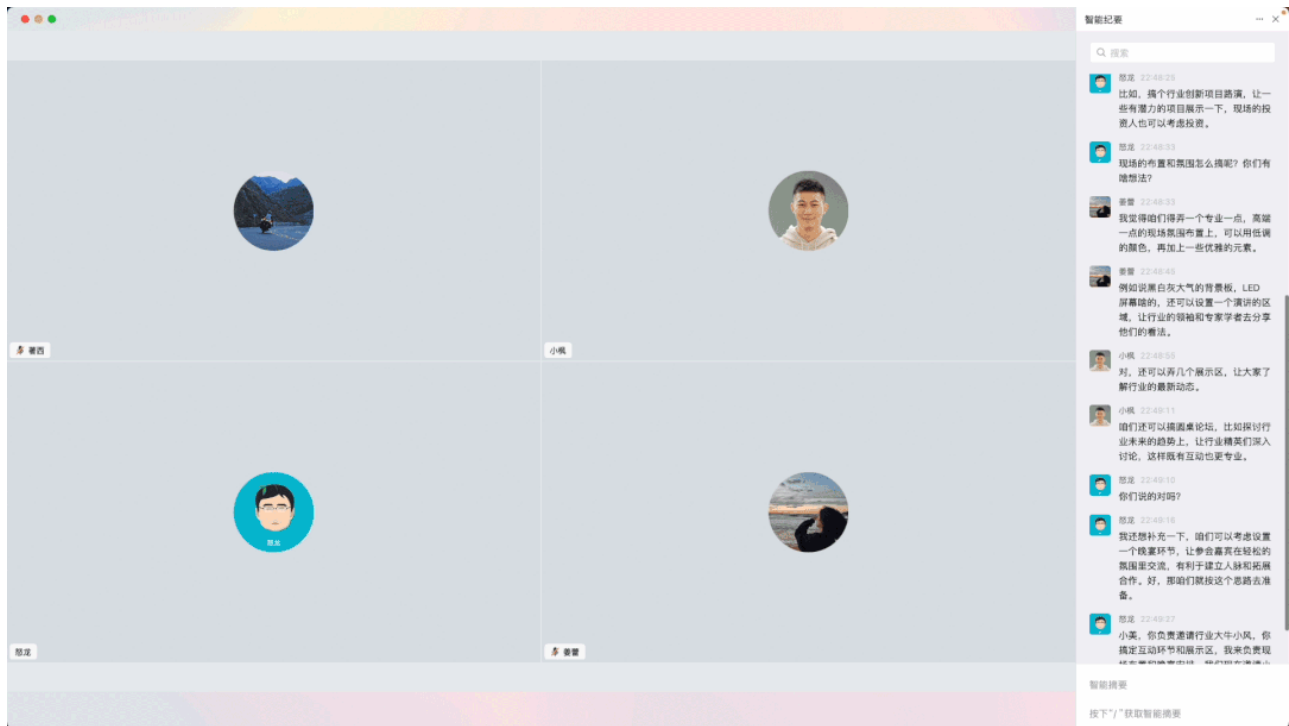 智能纪要
搜索
怒龙 22:48:25
比如，搞个行业创新项目路演，让一
些有潜力的项目展示一下，现场的投
资人也可以考虑投资。
怒龙 22:48:33
现场的布置和氛围怎么搞呢？你们有
啥想法？
姜蕾 22:48:33
我觉得咱们得弄一个专业一点，高端
一点的现场氛围布置上，可以用低调
的颜色，再加上一些优雅的元素。
姜蕾 22:48:45
例如说黑白灰大气的背景板，LED
屏幕啥的，还可以设置一个演讲的区
域，让行业的领袖和专家学者去分享
他们的看法。
小枫 22:48:55
对，还可以弄几个展示区，让大家了
解行业的最新动态。
小枫 22:49:11
咱们还可以搞圆桌论坛，比如探讨行
业未来的趋势上，让行业精英们深入
讨论，这样既有互动也更专业。
怒龙 22:49:10
你们说的对吗？
怒龙 22:49:16
我还想补充一下，咱们可以考虑设置
一个晚宴环节，让参会嘉宾在轻松的
氛围里交流，有利于建立人脉和拓展
合作。好，那咱们就按这个思路去准
备。
怒龙 22:49:27
小美，你负责邀请行业大牛小风，你
搞定互动环节和展示区，我来负责现
智能摘要
按下“/”获取智能摘要
著西
小枫
怒龙
怒龙
姜蕾